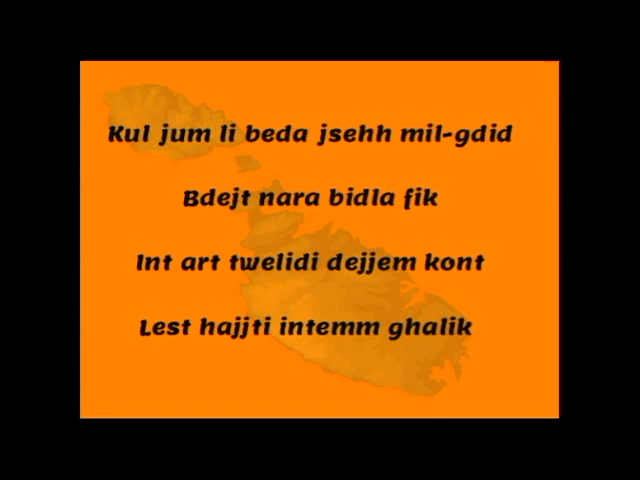 Kul jum li beda jsehh mil-gdid
Bdejt nara bidla fik
Int art twelidi dejjem kont
Lest hajjti intemm ghalik